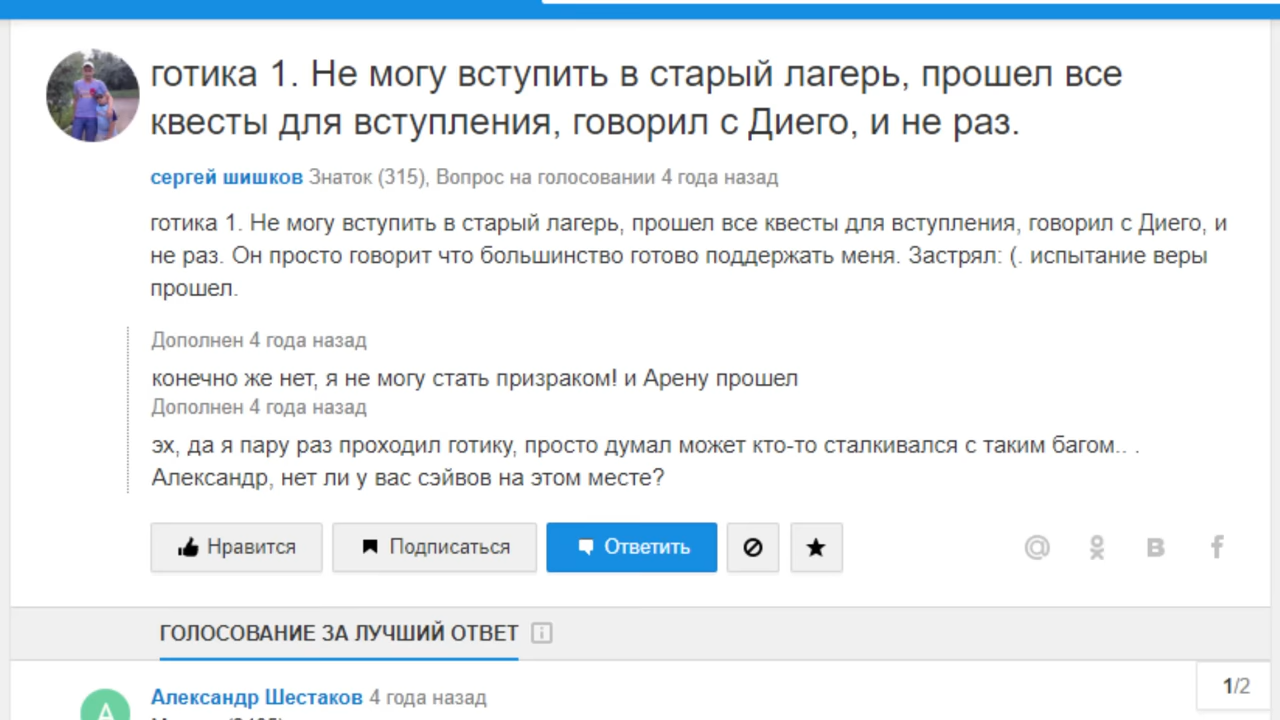 готика 1. Не могу вступить в старый лагерь, прошел все
квесты для вступления, говорил с Диего, и не раз.
сергей шишков Знаток (315), Вопрос на голосовании 4 года назад
готика 1. Не могу вступить в старый лагерь, прошел все квесты для вступления, говорил с Диего, и
не раз. Он просто говорит что большинство готово поддержать меня. Застрял: (. испытание веры
прошел.
Дополнен 4 года назад
конечно же нет, я не могу стать призраком! и Арену прошел
Дополнен 4 года назад
эх, да я пару раз проходил готику, просто думал может кто-то сталкивался с таким багом.. .
Александр, нет ли у вас сэйвов на этом месте?
Нравится Подписаться Ответить
ГОЛОСОВАНИЕ ЗА ЛУЧШИЙ ОТВЕТ
1/2
А
Александр Шестаков 4 года назад